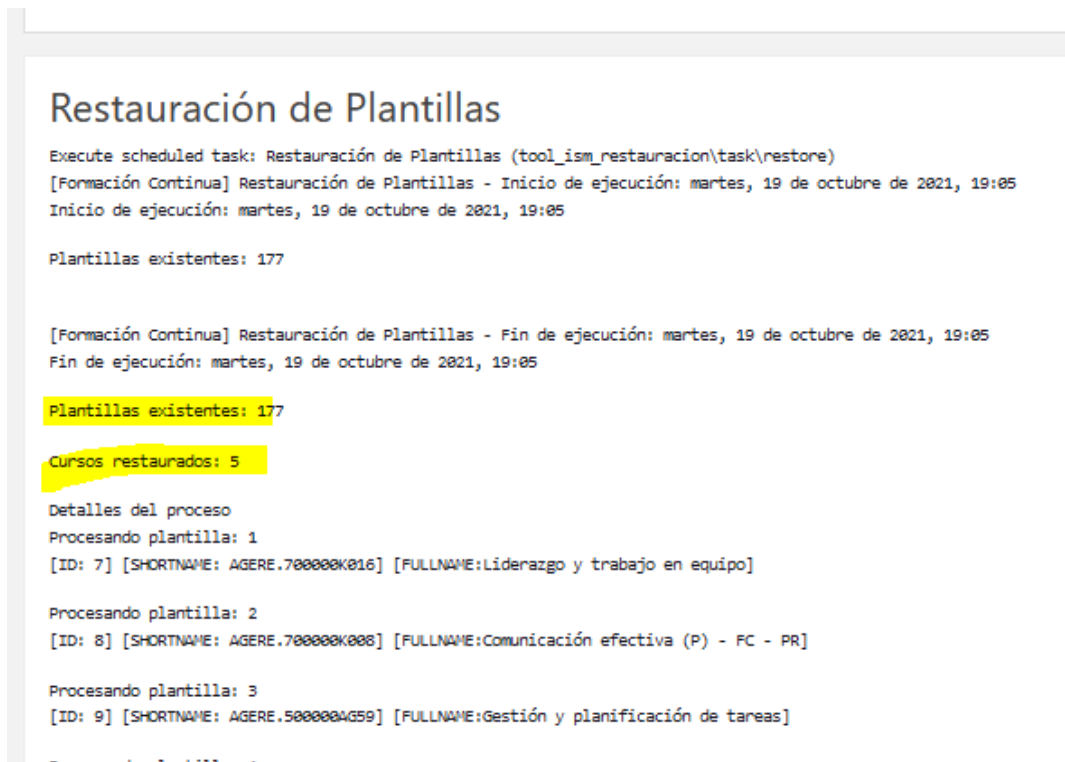 Restauración de Plantillas
Execute scheduled task: Restauración de Plantillas (tool_ism_restauracion\task\restore)
[Formación Continua] Restauración de Plantillas - Inicio de ejecución: martes, 19 de octubre de 2021, 19:05
Inicio de ejecución: martes, 19 de octubre de 2021, 19:05
Plantillas existentes: 177
[Formación Continua] Restauración de Plantillas - Fin de ejecución: martes, 19 de octubre de 2021, 19:05
Fin de ejecución: martes, 19 de octubre de 2021, 19:05
Plantillas existentes: 177
Cursos restaurados: 5
Detalles del proceso
Procesando plantilla: 1
[ID: 7] [SHORTNAME: AGERE.700000K016] [FULLNAME:Liderazgo y trabajo en equipo]
Procesando plantilla: 2
[ID: 8] [SHORTNAME: AGERE.700000K008] [FULLNAME:Comunicación efectiva (P) - FC - PR]
Procesando plantilla: 3
[ID: 9] [SHORTNAME: AGERE.500000AG59] [FULLNAME:Gestión y planificación de tareas]